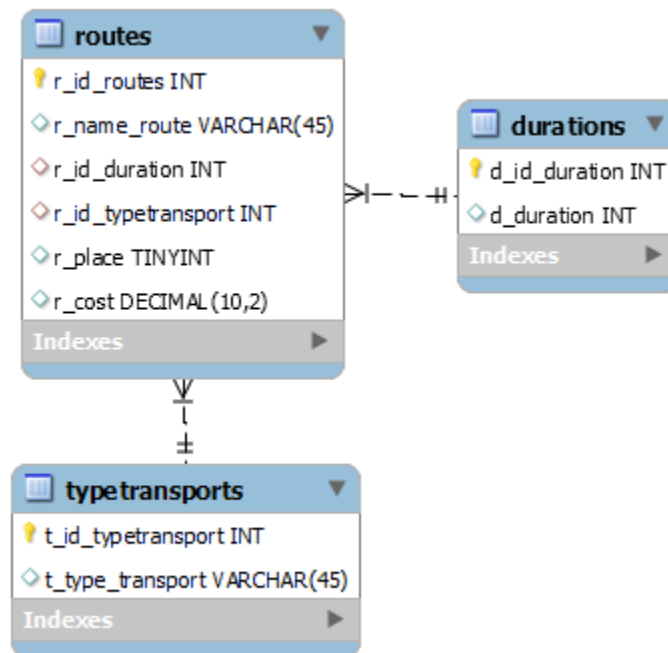 routes
r_id_routes INT
r_name_route VARCHAR(45)
r_id_duration INT
r_id_typetransport INT
r_place TINYINT
r_cost DECIMAL(10,2)
Indexes
durations
d_id_duration INT
d_duration INT
Indexes
typetransports
t_id_typetransport INT
t_type_transport VARCHAR(45)
Indexes